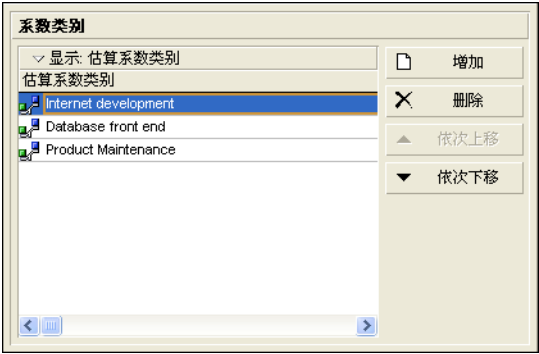 系数类别
显示: 估算系数类别
增加
估算系数类别
Internet development
删除
Database front end
依次上移
Product Maintenance
依次下移